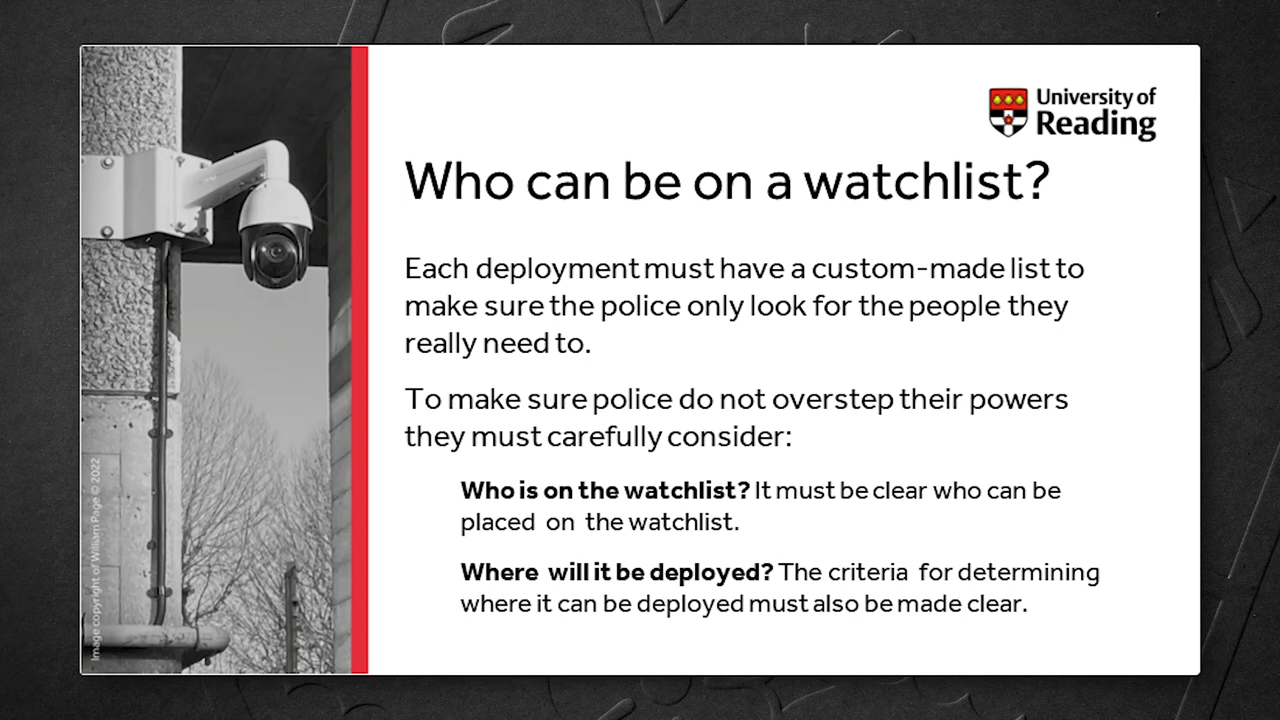 University of
Reading
Who can be on a watchlist?
Each deployment must have a custom-made list to
make sure the police only look for the people they
really need to.
To make sure police do not overstep their powers
they must carefully consider:
Who is on the watchlist? It must be clear who can be
placed on the watchlist.
Where will it be deployed? The criteria for determining
where it can be deployed must also be made clear.
Image copyright of William Page © 2022